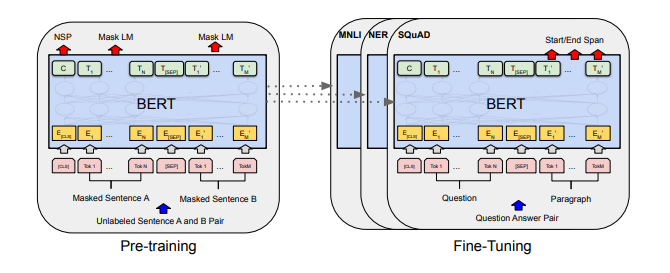 NSP Mask LM Mask LM
C T1 ... TN T[SEP] T1' ... TM'
BERT
E[CLS] E1 ... EN E[SEP] E1' ... EM'
[CLS] Tok 1 ... Tok N [SEP] Tok 1 ... TokM
Masked Sentence A Masked Sentence B
Unlabeled Sentence A and B Pair
Pre-training
MNLI NER SQuAD
Start/End Span
C T1 ... TN T[SEP] T1' ... TM'
BERT
E[CLS] E1 ... EN E[SEP] E1' ... EM'
[CLS] Tok 1 ... Tok N [SEP] Tok 1 ... TokM
Question Paragraph
Question Answer Pair
Fine-Tuning